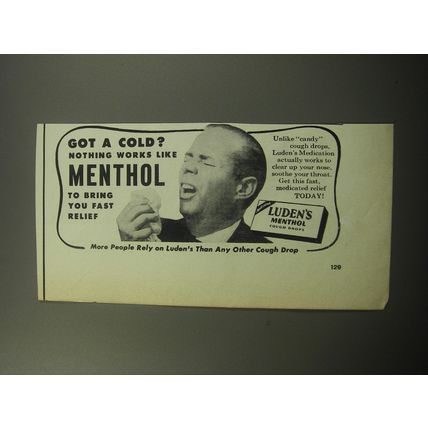 GOT A COLD?
NOTHING WORKS LIKE
MENTHOL
TO BRING
YOU FAST
RELIEF
Unlike "candy"
cough drops,
Luden's Medication
actually works to
clear up your nose,
soothe your throat.
Get this fast,
medicated relief
TODAY!
LUDEN'S
MENTHOL
COUGH DROPS
More People Rely on Luden's Than Any Other Cough Drop
129